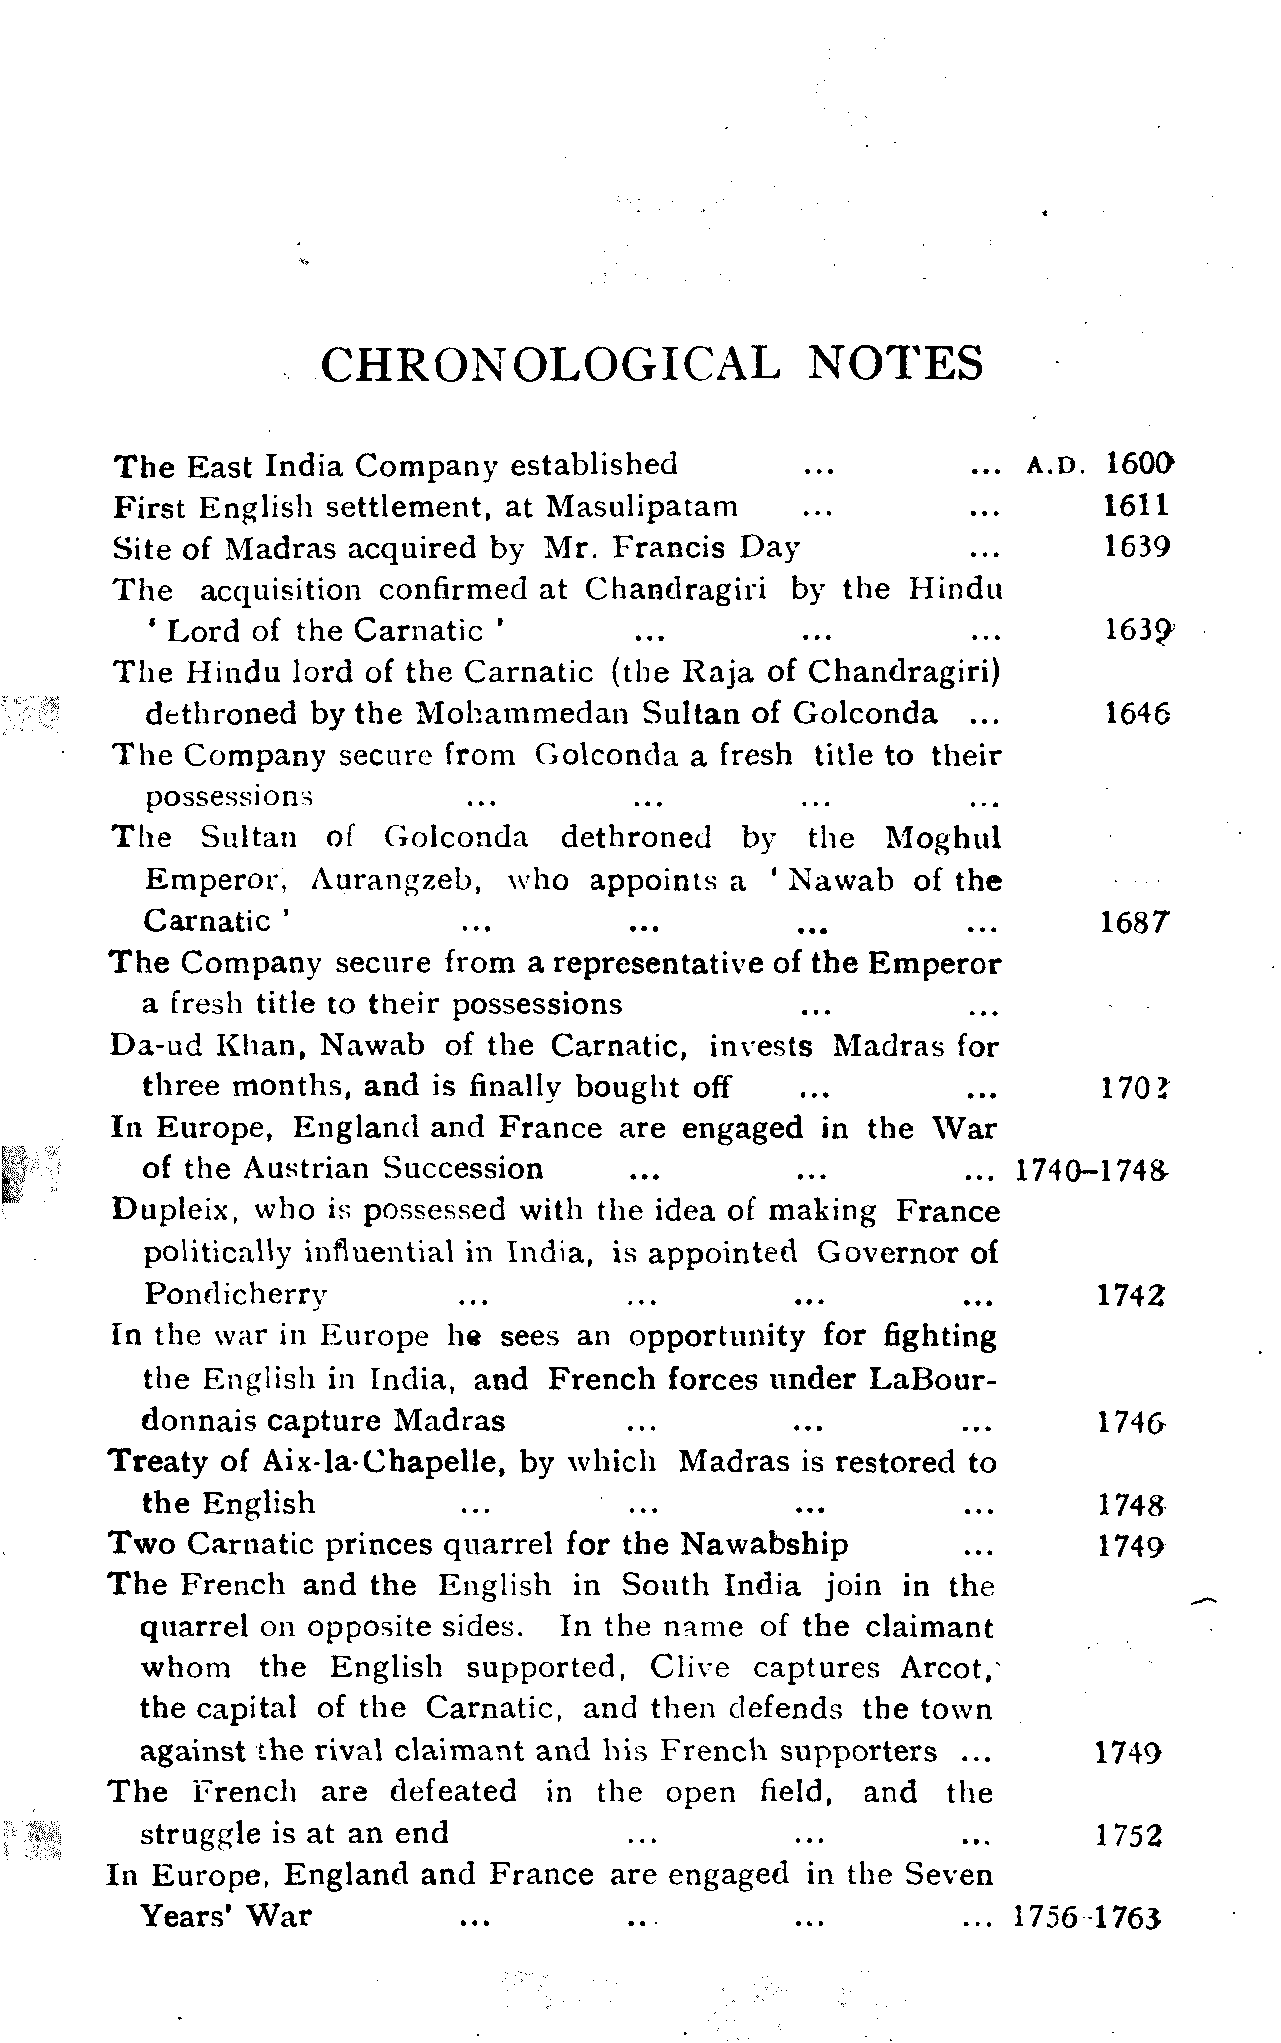 CHRONOLOGICAL NOTES
The East India Company established ... ... A.D. 1600
First English settlement, at Masulipatam ... ... 1611
Site of Madras acquired by Mr. Francis Day ... 1639
The acquisition confirmed at Chandragiri by the Hindu
‘ Lord of the Carnatic ’ ... ... ... 1639
The Hindu lord of the Carnatic (the Raja of Chandragiri)
dethroned by the Mohammedan Sultan of Golconda ... 1646
The Company secure from Golconda a fresh title to their
possessions ... ... ... ...
The Sultan of Golconda dethroned by the Moghul
Emperor, Aurangzeb, who appoints a ‘ Nawab of the
Carnatic ’ ... ... ... ... 1687
The Company secure from a representative of the Emperor
a fresh title to their possessions ... ...
Da-ud Khan, Nawab of the Carnatic, invests Madras for
three months, and is finally bought off ... ... 1702
In Europe, England and France are engaged in the War
of the Austrian Succession ... ... ... 1740–1748
Dupleix, who is possessed with the idea of making France
politically influential in India, is appointed Governor of
Pondicherry ... ... ... ... 1742
In the war in Europe he sees an opportunity for fighting
the English in India, and French forces under LaBour-
donnais capture Madras ... ... ... 1746
Treaty of Aix-la-Chapelle, by which Madras is restored to
the English ... ... ... ... 1748
Two Carnatic princes quarrel for the Nawabship ... 1749
The French and the English in South India join in the
quarrel on opposite sides. In the name of the claimant
whom the English supported, Clive captures Arcot,
the capital of the Carnatic, and then defends the town
against the rival claimant and his French supporters ... 1749
The French are defeated in the open field, and the
struggle is at an end ... ... ... 1752
In Europe, England and France are engaged in the Seven
Years' War ... ... ... ... 1756-1763